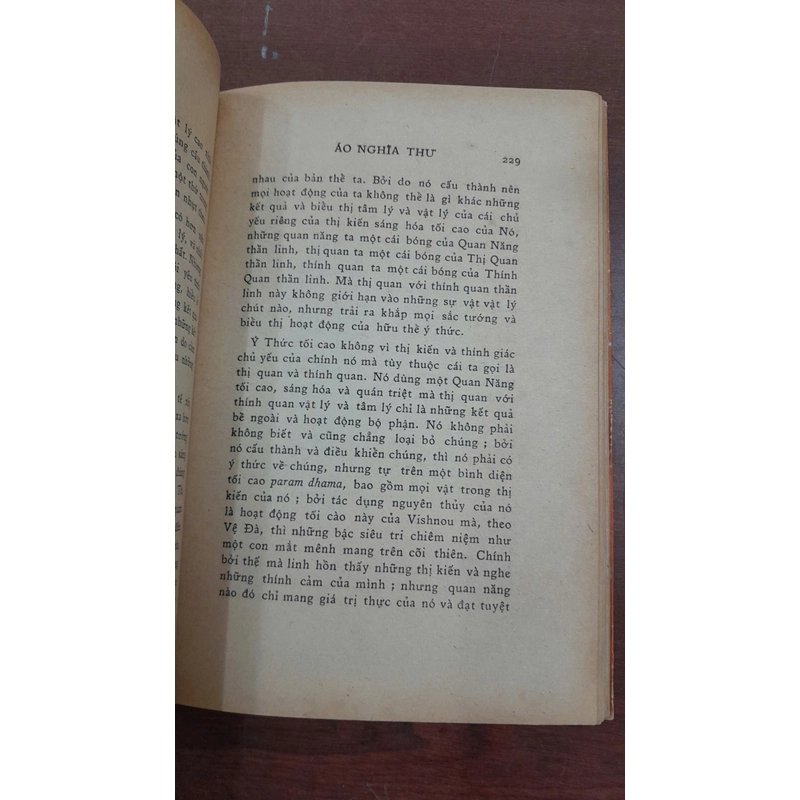 ÁO NGHĨA THƯ
229
nhau của bản thể ta. Bởi do nó cấu thành nên
mọi hoạt động của ta không thể là gì khác những
kết quả và biểu thị tâm lý và vật lý của cái chủ
yếu riêng của thị kiến sáng hóa tối cao của Nó,
những quan năng ta một cái bóng của Quan Năng
thần linh, thị quan ta một cái bóng của Thị Quan
thần linh, thính quan ta một cái bóng của Thính
Quan thần linh. Mà thị quan với thính quan thần
linh này không giới hạn vào những sự vật vật lý
chút nào, nhưng trải ra khắp mọi sắc tướng và
biểu thị hoạt động của hữu thể ý thức.
Ý Thức tối cao không vì thị kiến và thính giác
chủ yếu của chính nó mà tùy thuộc cái ta gọi là
thị quan và thính quan. Nó dùng một Quan Năng
tối cao, sáng hóa và quán triệt mà thị quan với
thính quan vật lý và tâm lý chỉ là những kết quả
bề ngoài và hoạt động bộ phận. Nó không phải
không biết và cũng chẳng loại bỏ chúng ; bởi
nó cấu thành và điều khiển chúng, thì nó phải có
ý thức về chúng, nhưng tự trên một bình diện
tối cao param dhama, bao gồm mọi vật trong thị
kiến của nó ; bởi tác dụng nguyên thủy của nó
là hoạt động tối cào này của Vishnou mà, theo
Vệ Đà, thì những bậc siêu tri chiêm niệm như
một con mắt mênh mang trên cõi thiên. Chính
bởi thế mà linh hồn thấy những thị kiến và nghe
những thính cảm của mình ; nhưng quan năng
nào đó chỉ mang giá trị thực của nó và đạt tuyệt